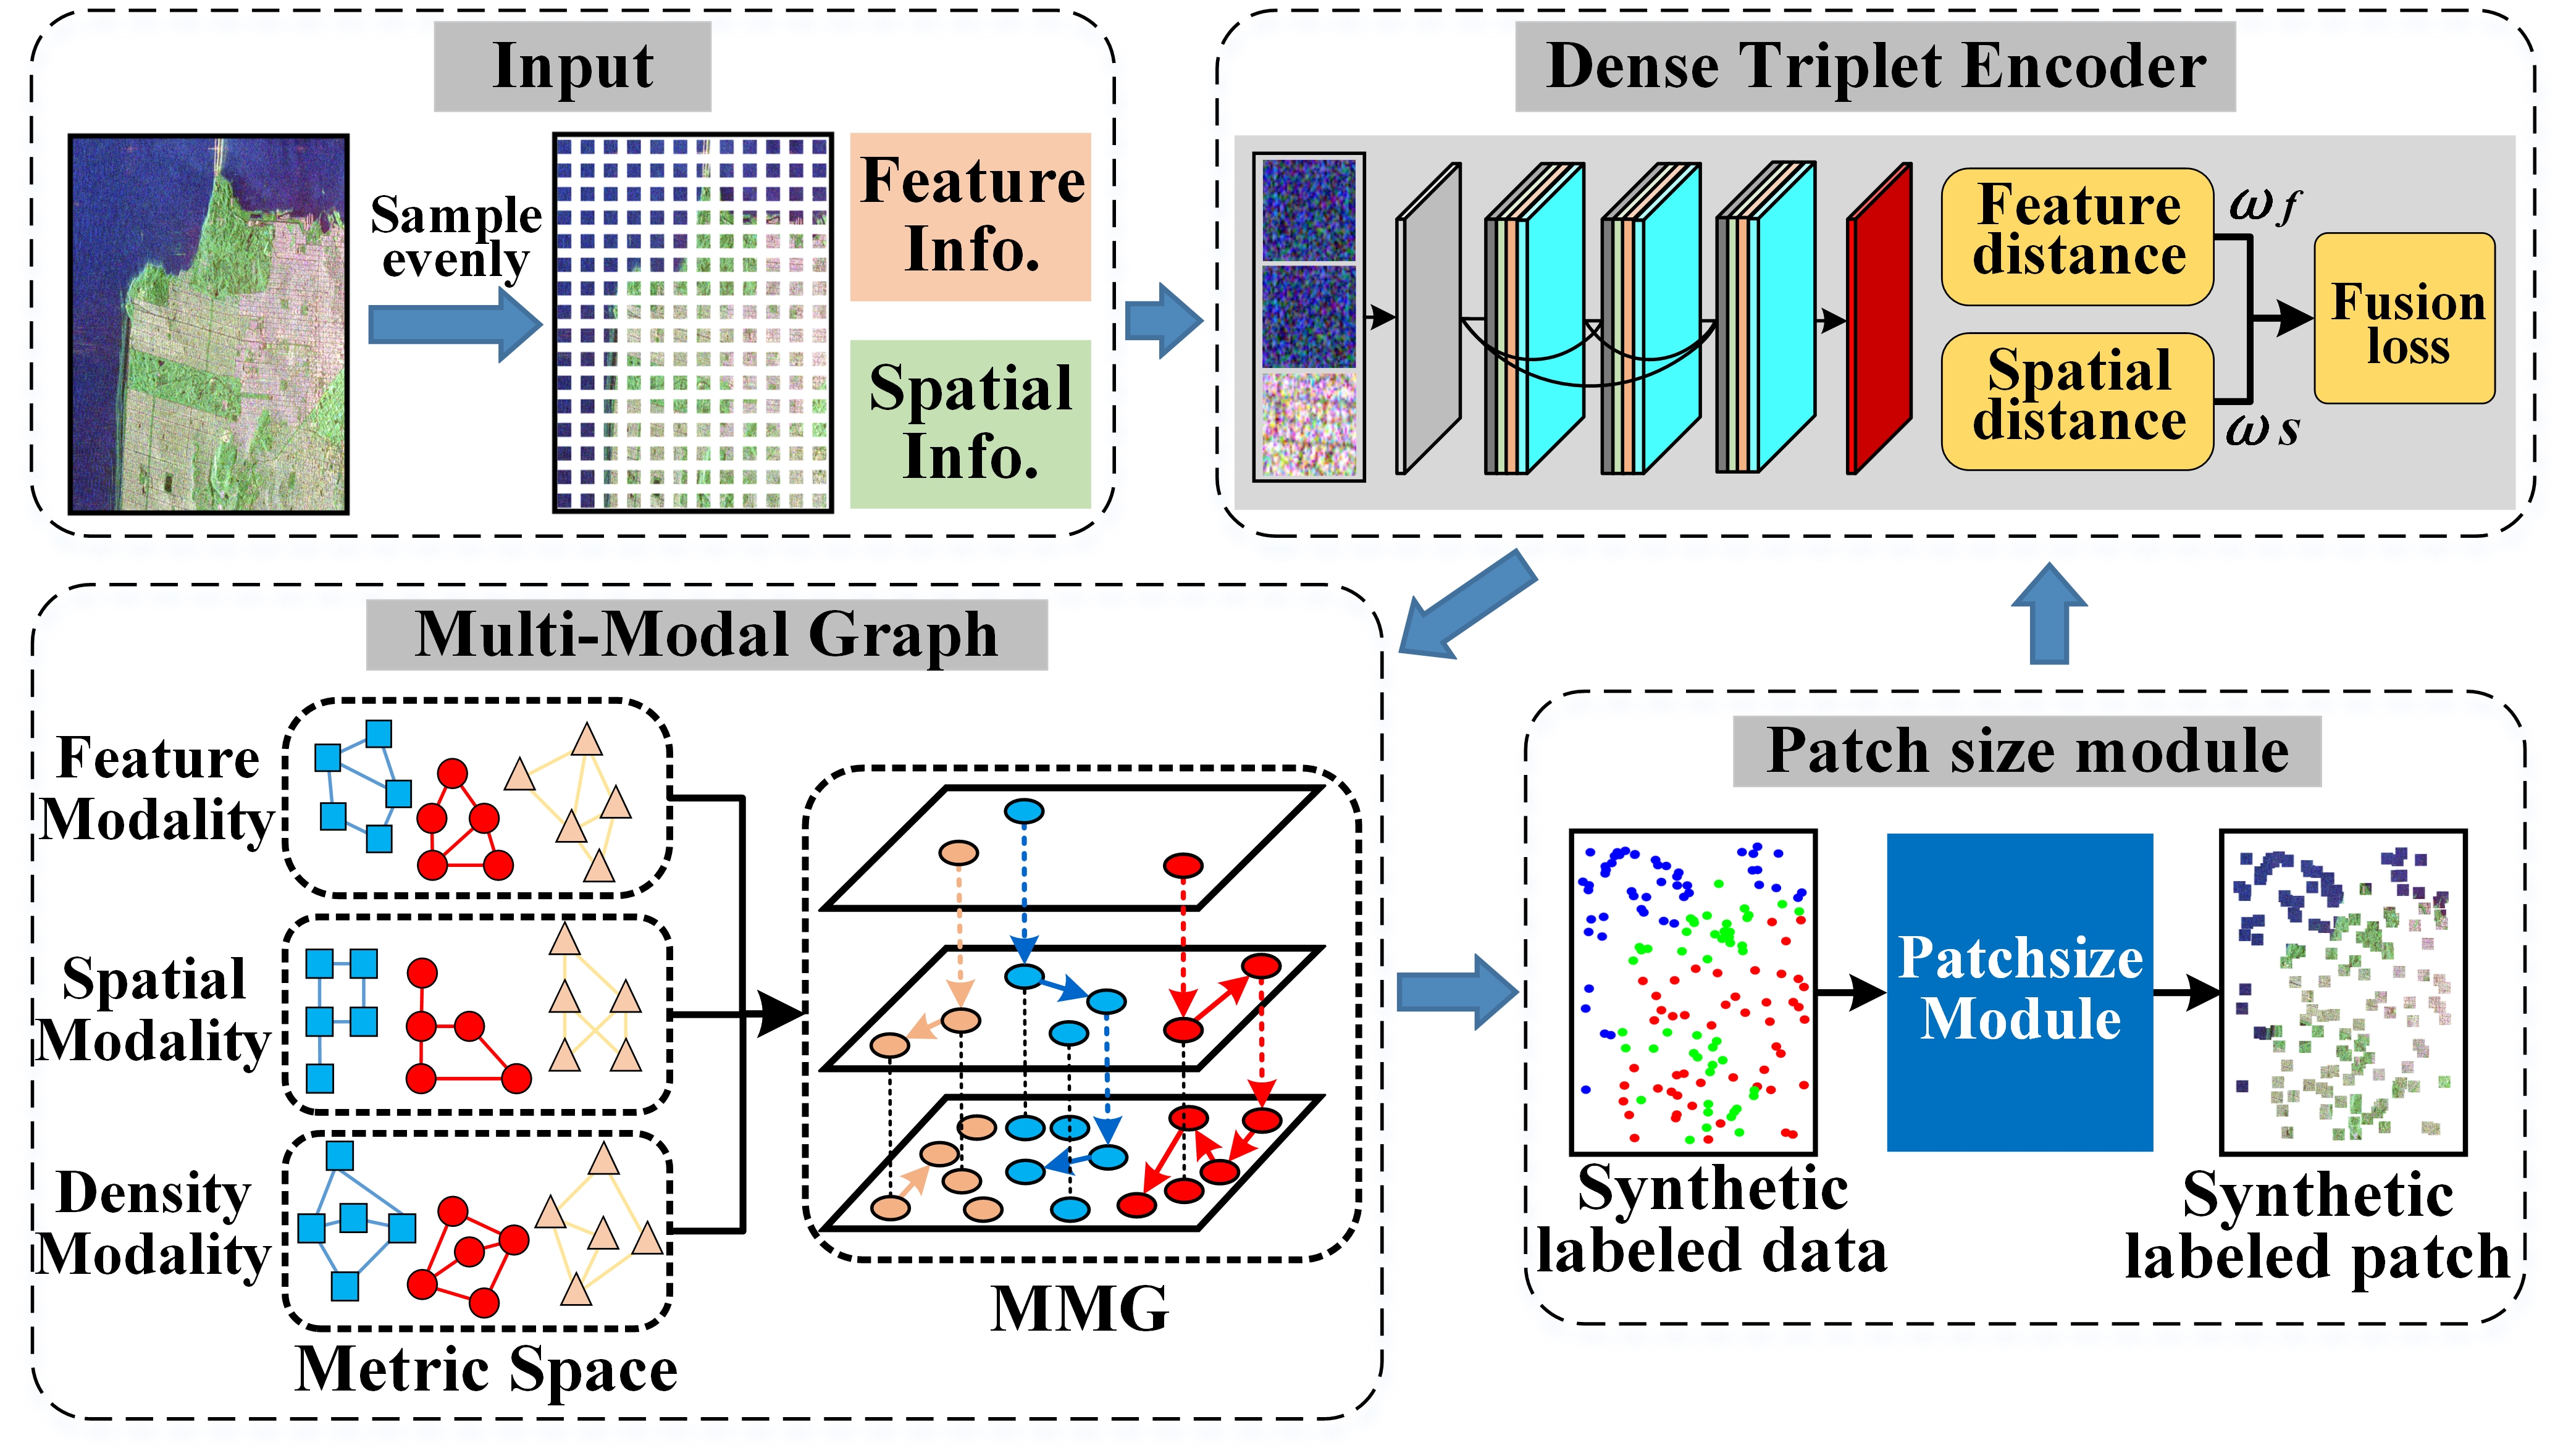 Input
Sample
evenly
Feature
Info.
Spatial
Info.
Dense Triplet Encoder
Feature
distance
ω f
Spatial
distance
ω s
Fusion
loss
Multi-Modal Graph
Feature
Modality
Spatial
Modality
Density
Modality
Metric Space
MMG
Patch size module
Patchsize
Module
Synthetic
labeled data
Synthetic
labeled patch